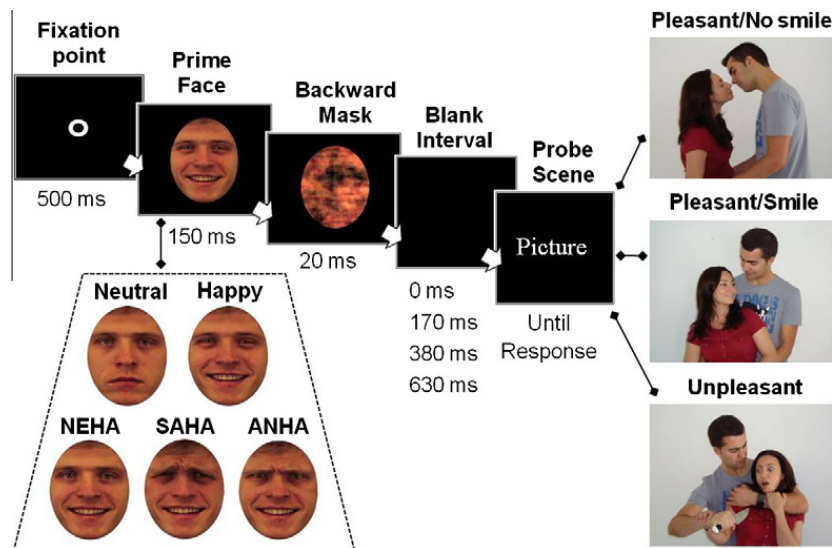 Fixation
point
500 ms
Prime
Face
150 ms
Backward
Mask
20 ms
Blank
Interval
0 ms
170 ms
380 ms
630 ms
Probe
Scene
Picture
Until
Response
Neutral
Happy
NEHA
SAHA
ANHA
Pleasant/No smile
Pleasant/Smile
Unpleasant